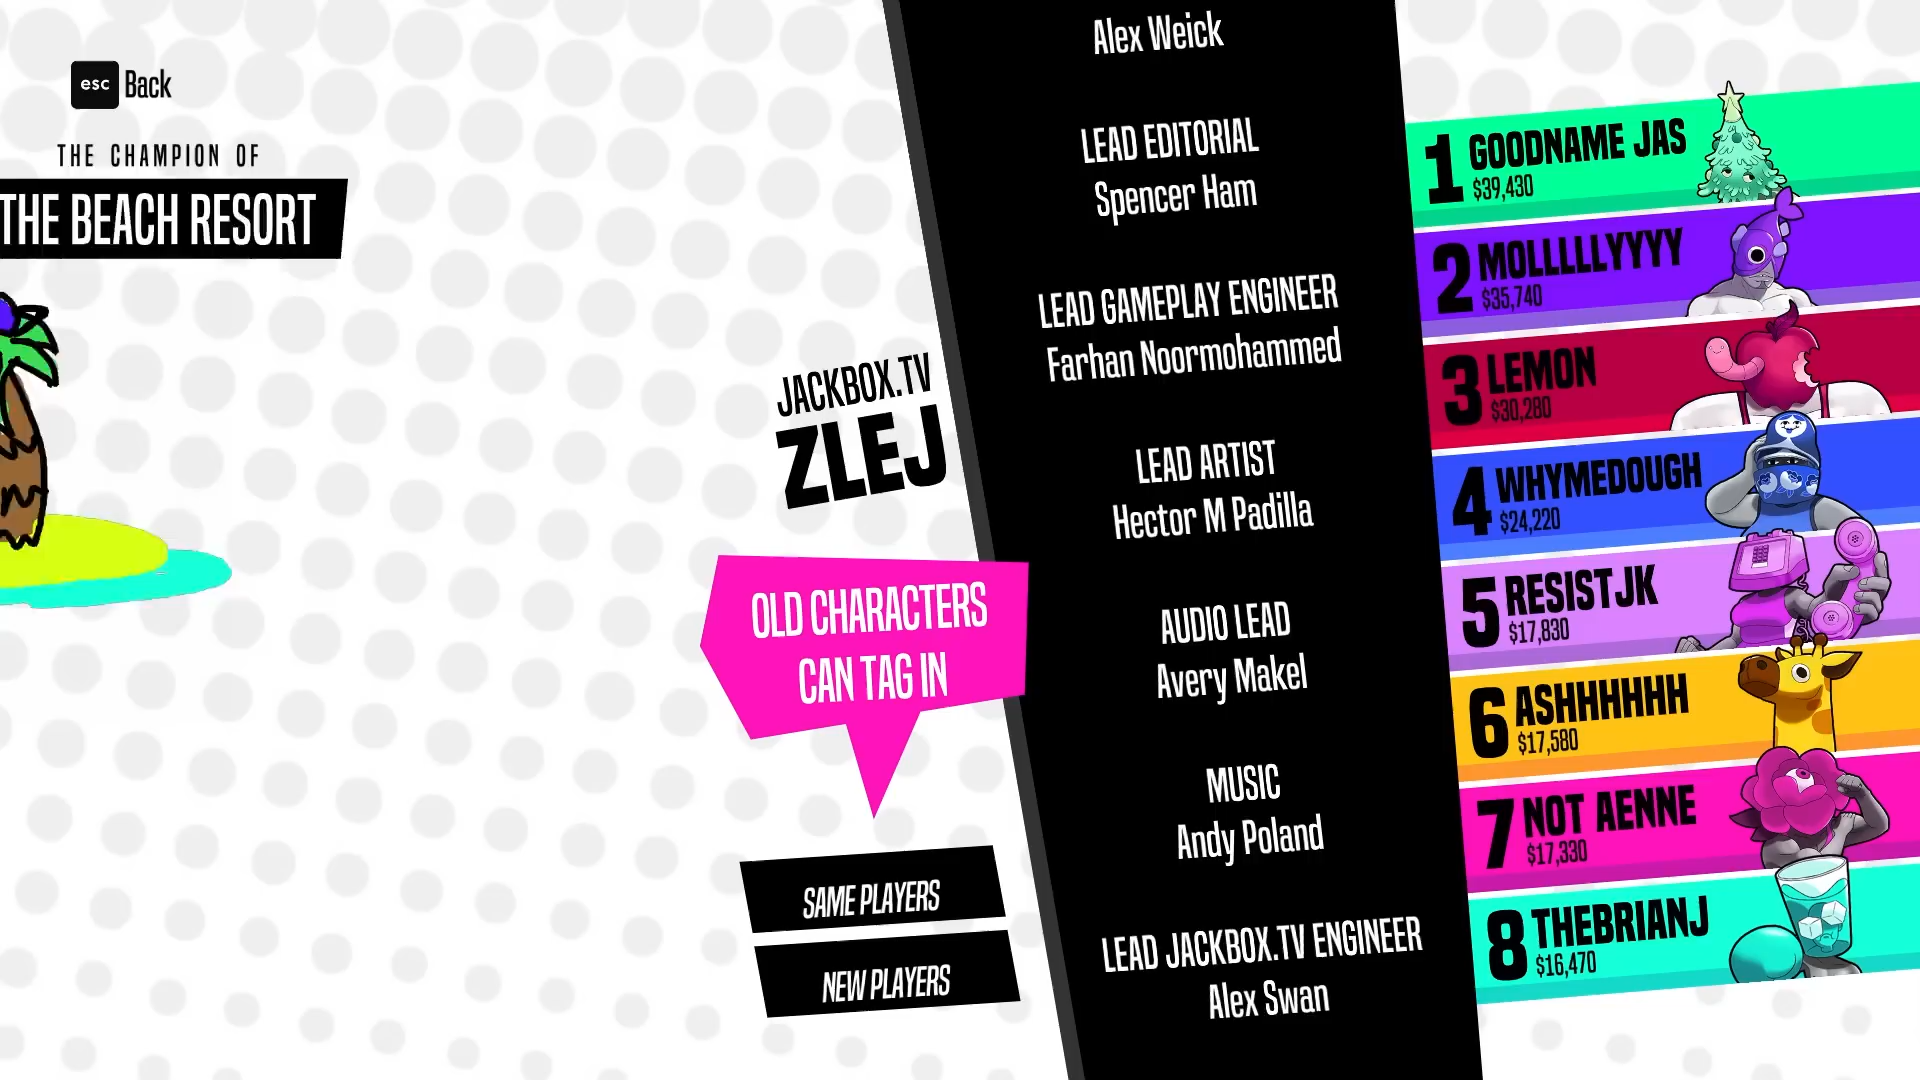 esc Back
THE CHAMPION OF
THE BEACH RESORT
JACKBOX.TV
ZLEJ
OLD CHARACTERS
CAN TAG IN
SAME PLAYERS
NEW PLAYERS
Alex Weick
LEAD EDITORIAL
Spencer Ham
LEAD GAMEPLAY ENGINEER
Farhan Noormohammed
LEAD ARTIST
Hector M Padilla
AUDIO LEAD
Avery Makel
MUSIC
Andy Poland
LEAD JACKBOX.TV ENGINEER
Alex Swan
1 GOODNAME JAS
$39,430
2 MOLLLLLYYYY
$35,740
3 LEMON
$30,280
4 WHYMEDOUGH
$24,220
5 RESISTJK
$17,830
6 ASHHHHHH
$17,580
7 NOT AENNE
$17,330
8 THEBRIANJ
$16,470